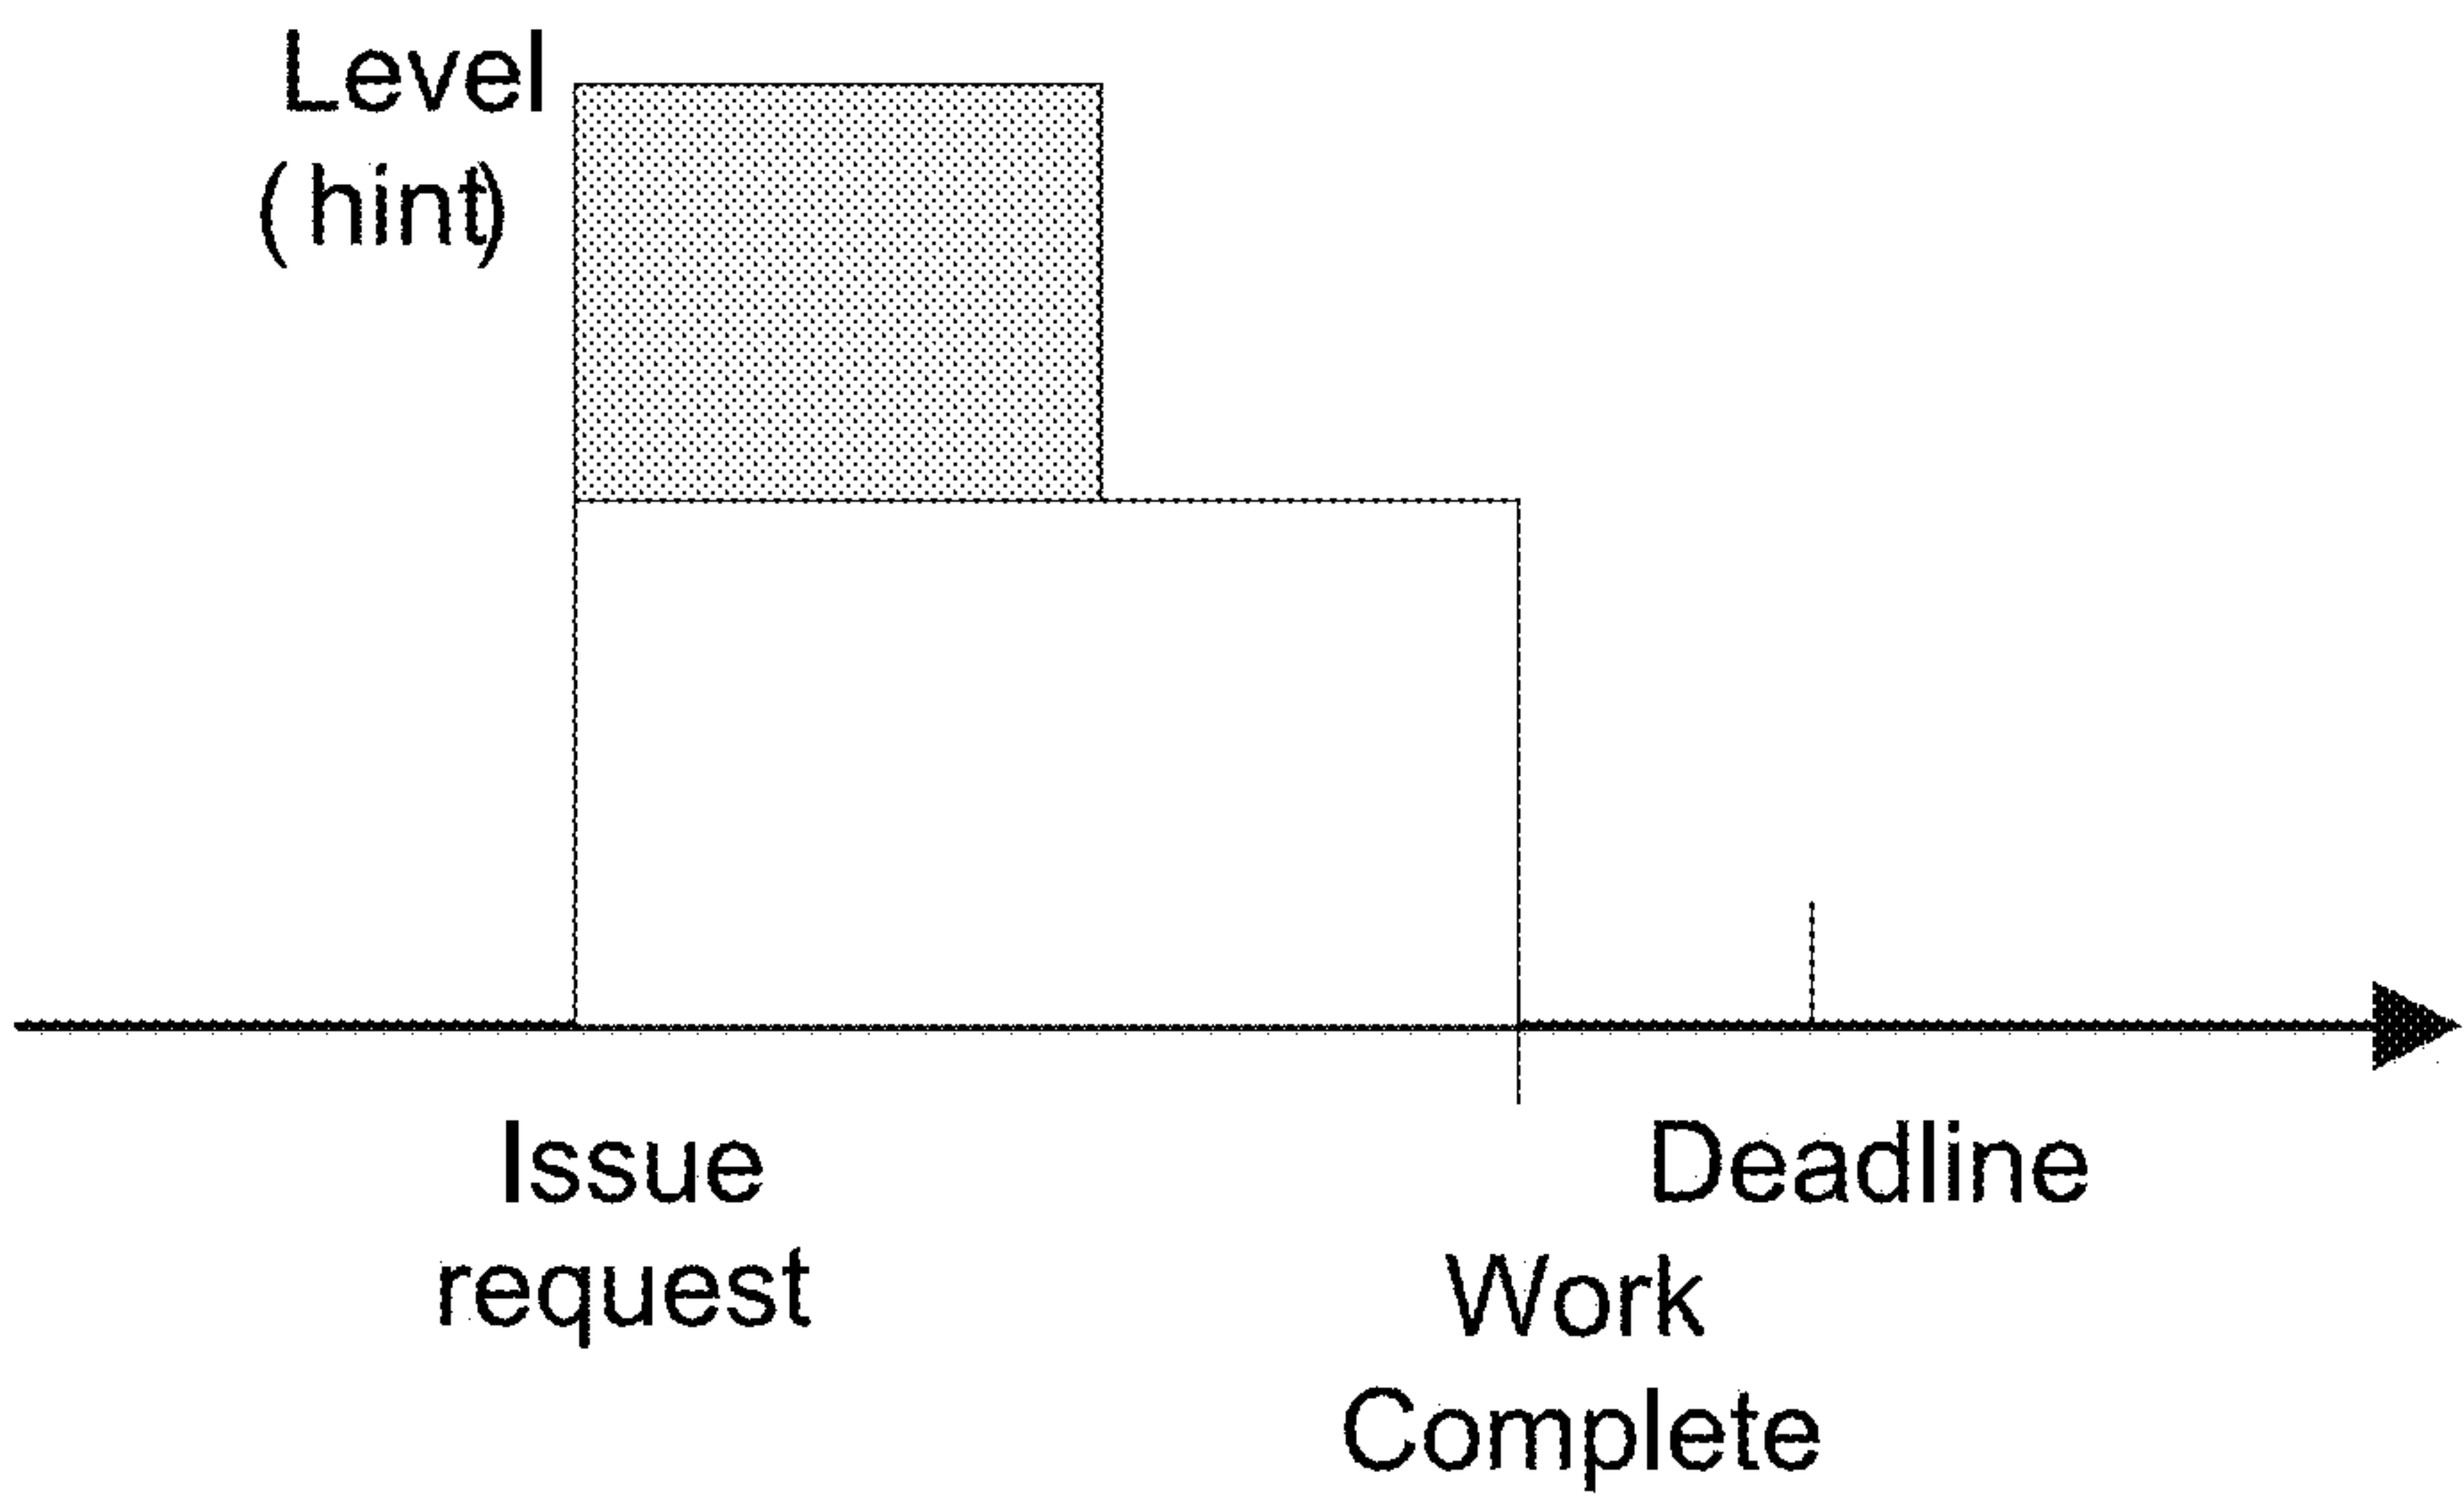 Level
(hint)
Issue
request
Deadline
Work
Complete